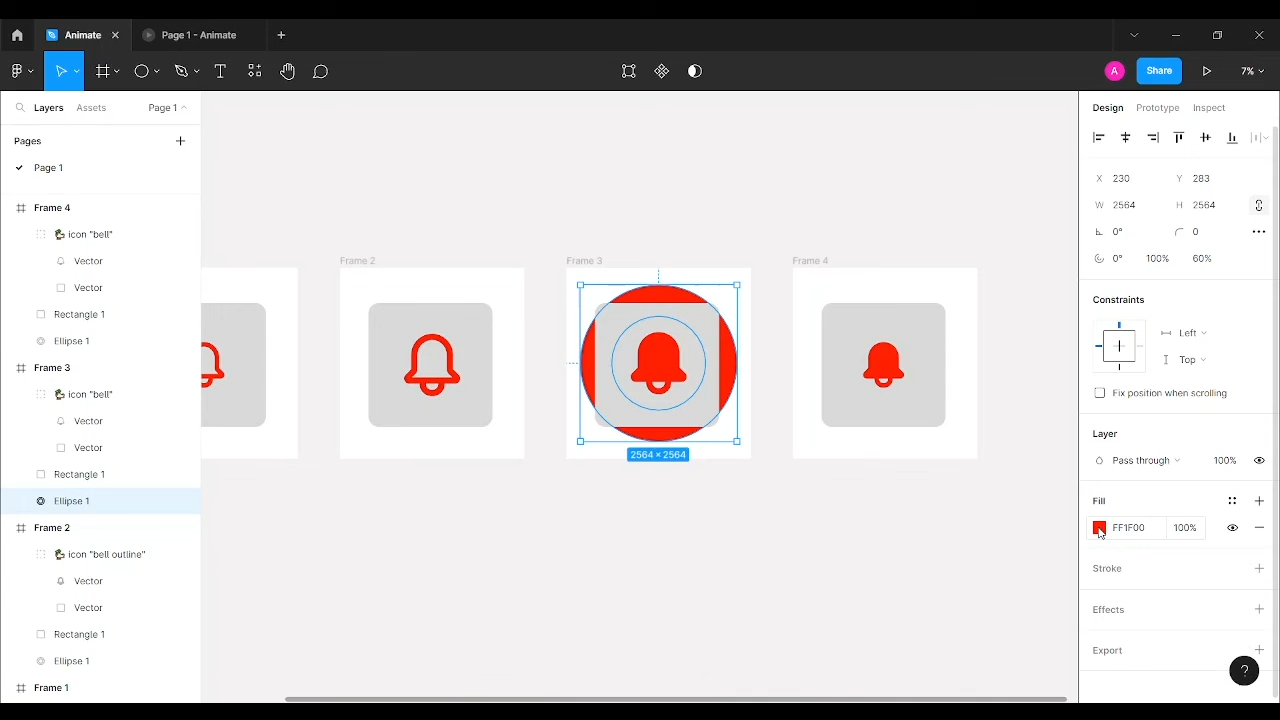 Animate
Page 1 - Animate
A
Share
7%
Layers Assets Page 1
Pages
Page 1
Frame 4
icon "bell"
Vector
Vector
Rectangle 1
Ellipse 1
Frame 3
icon "bell"
Vector
Vector
Rectangle 1
Ellipse 1
Frame 2
icon "bell outline"
Vector
Vector
Rectangle 1
Ellipse 1
Frame 1
Frame 2
Frame 3
Frame 4
2564 × 2564
Design Prototype Inspect
X 230 Y 283
W 2564 H 2564
0° 0
0° 100% 60%
Constraints
Left
Top
Fix position when scrolling
Layer
Pass through 100%
Fill
FF1F00 100%
Stroke
Effects
Export
?